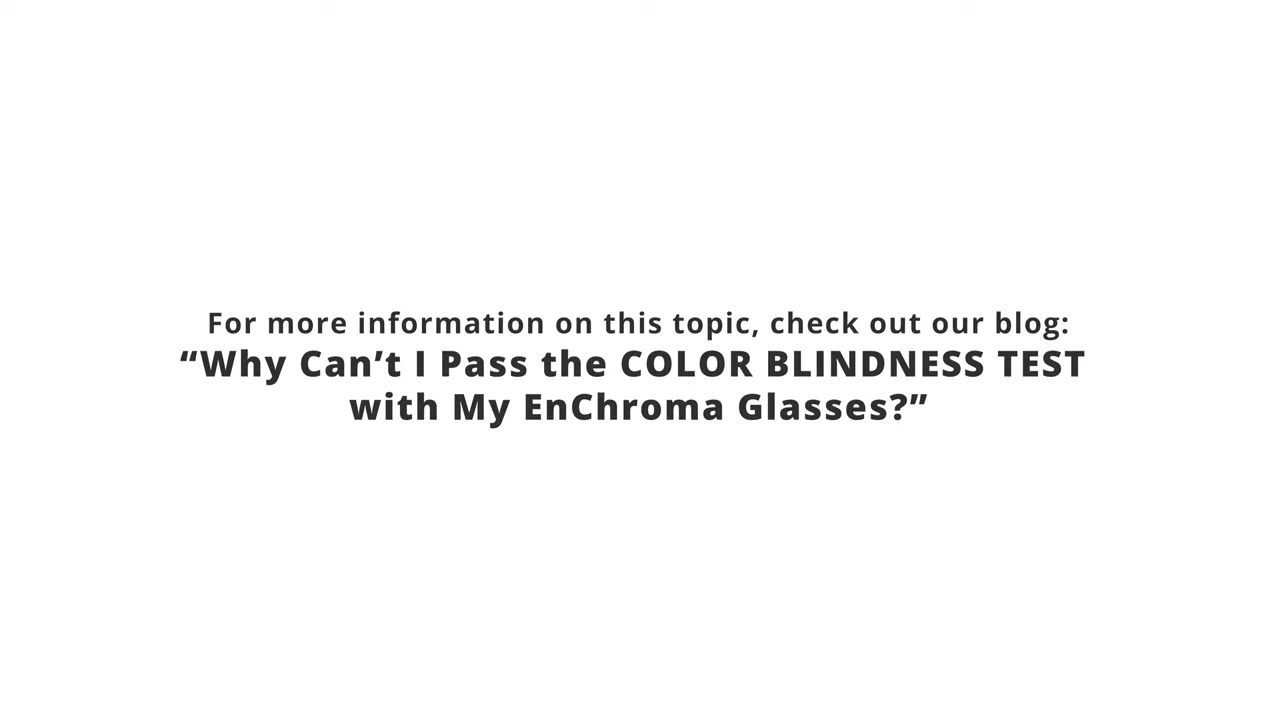 For more information on this topic, check out our blog:
“Why Can’t I Pass the COLOR BLINDNESS TEST
with My EnChroma Glasses?”